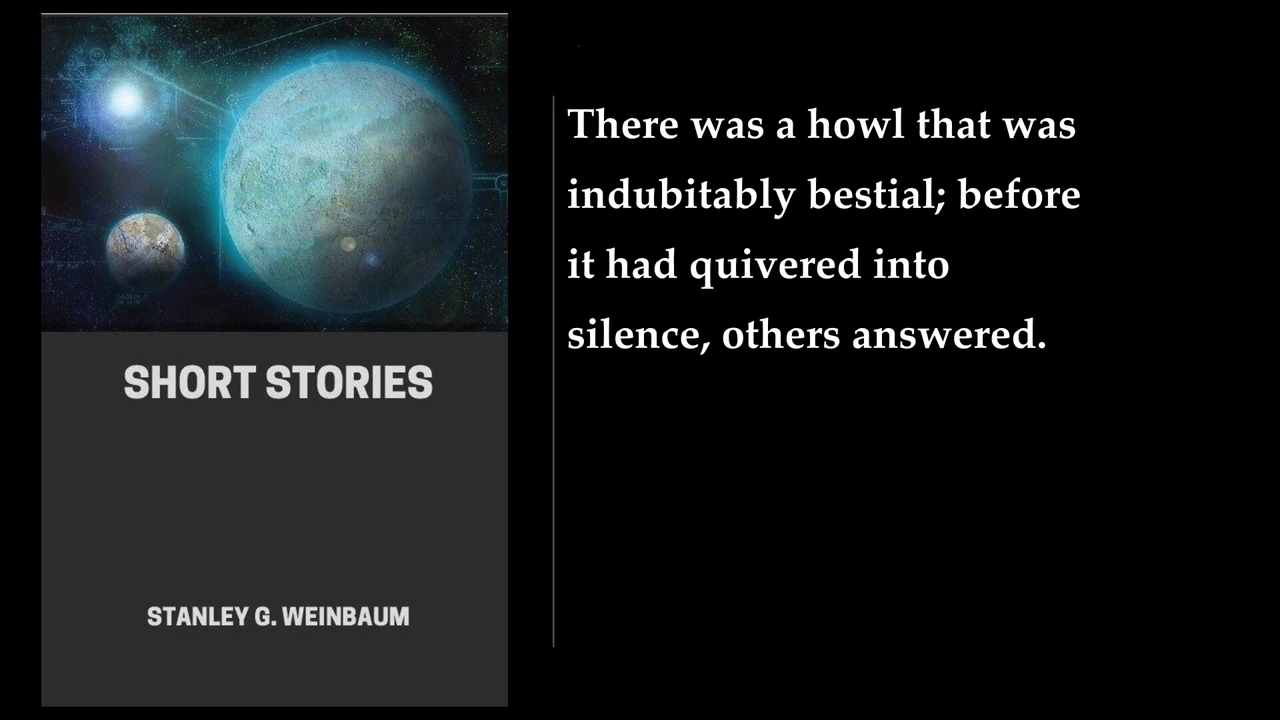 SHORT STORIES
STANLEY G. WEINBAUM
There was a howl that was
indubitably bestial; before
it had quivered into
silence, others answered.